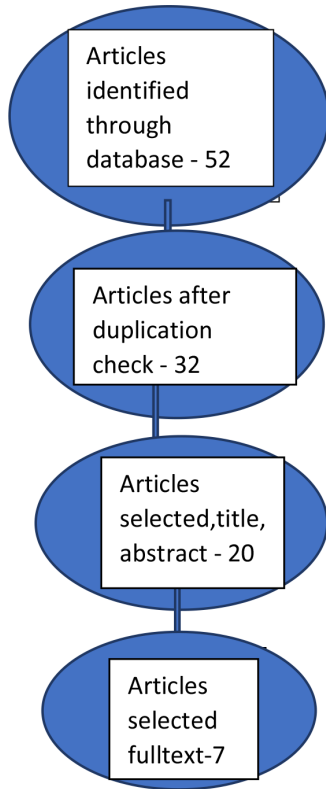 Articles
identified
through
database - 52
Articles after
duplication
check - 32
Articles
selected,title,
abstract - 20
Articles
selected
fulltext-7